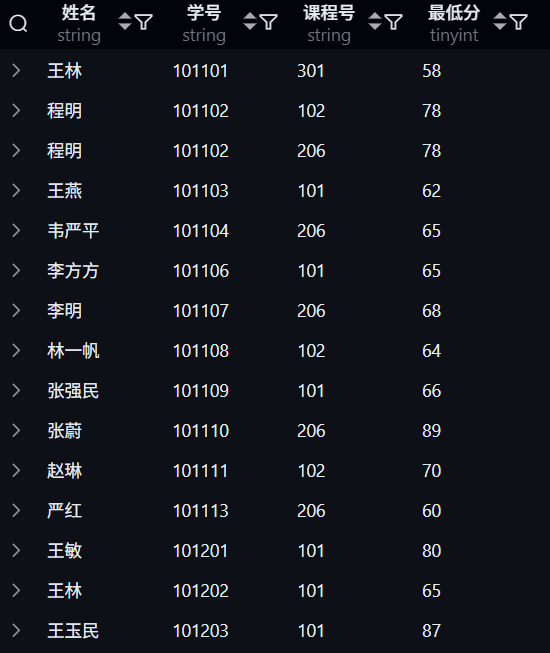 姓名 学号 课程号 最低分
string string string tinyint
王林 101101 301 58
程明 101102 102 78
程明 101102 206 78
王燕 101103 101 62
韦严平 101104 206 65
李方方 101106 101 65
李明 101107 206 68
林一帆 101108 102 64
张强民 101109 101 66
张蔚 101110 206 89
赵琳 101111 102 70
严红 101113 206 60
王敏 101201 101 80
王林 101202 101 65
王玉民 101203 101 87